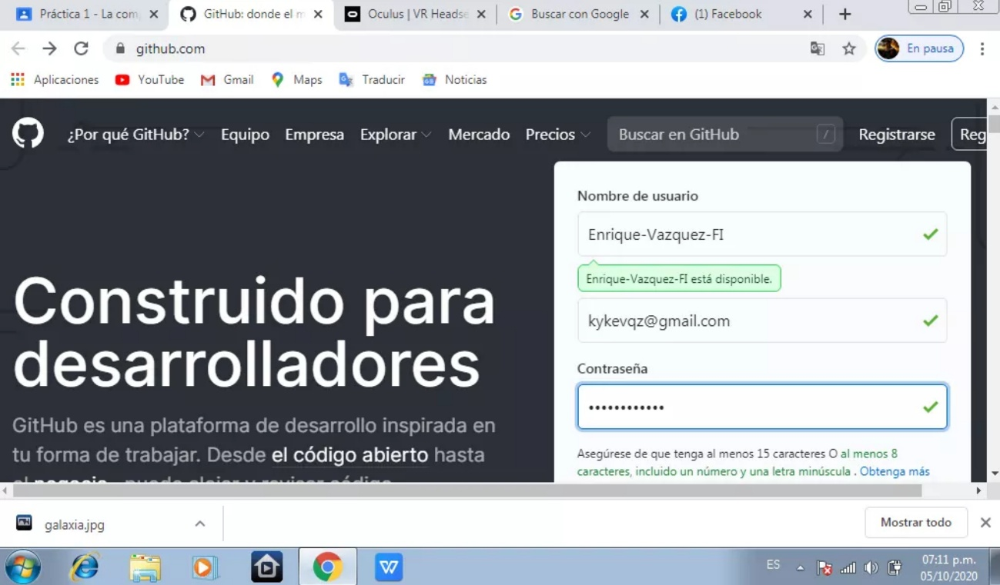 Práctica 1 - La com
GitHub: donde el m
Oculus | VR Headse
Buscar con Google
(1) Facebook
github.com
En pausa
Aplicaciones
YouTube
Gmail
Maps
Traducir
Noticias
¿Por qué GitHub?
Equipo
Empresa
Explorar
Mercado
Precios
Buscar en GitHub
/
Registrarse
Reg
Nombre de usuario
Enrique-Vazquez-FI
Enrique-Vazquez-FI está disponible.
kykevqz@gmail.com
Contraseña
••••••••••••
Asegúrese de que tenga al menos 15 caracteres O al menos 8
caracteres, incluido un número y una letra minúscula . Obtenga más
Construido para
desarrolladores
GitHub es una plataforma de desarrollo inspirada en
tu forma de trabajar. Desde el código abierto hasta
galaxia.jpg
Mostrar todo
ES
07:11 p.m.
05/10/2020